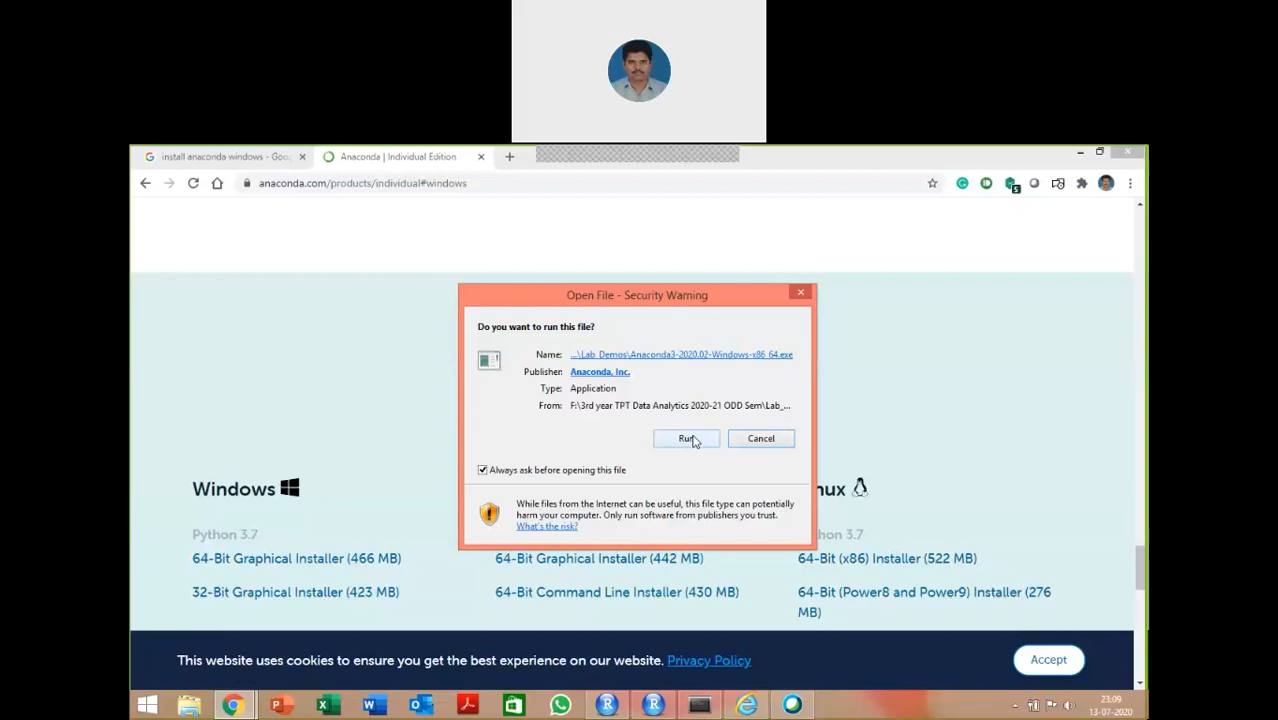 install anaconda windows - Goo
Anaconda | Individual Edition
anaconda.com/products/individual#windows
Open File - Security Warning
Do you want to run this file?
Name: ...\Lab_Demos\Anaconda3-2020.02-Windows-x86_64.exe
Publisher: Anaconda, Inc.
Type: Application
From: F:\3rd year TPT Data Analytics 2020-21 ODD Sem\Lab_...
Run
Cancel
Always ask before opening this file
While files from the Internet can be useful, this file type can potentially
harm your computer. Only run software from publishers you trust.
What's the risk?
Windows
Python 3.7
64-Bit Graphical Installer (466 MB)
32-Bit Graphical Installer (423 MB)
64-Bit Graphical Installer (442 MB)
64-Bit Command Line Installer (430 MB)
nux
3.7
64-Bit (x86) Installer (522 MB)
64-Bit (Power8 and Power9) Installer (276
MB)
This website uses cookies to ensure you get the best experience on our website. Privacy Policy
Accept
23:09
13-07-2020